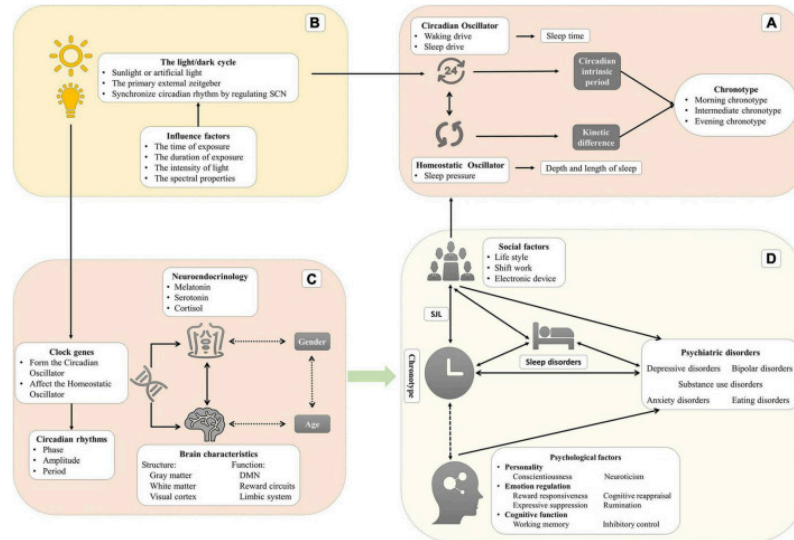 B
The light/dark cycle
• Sunlight or artificial light
• The primary external zeitgeber
• Synchronize circadian rhythm by regulating SCN
Influence factors
• The time of exposure
• The duration of exposure
• The intensity of light
• The spectral properties
A
Circadian Oscillator
• Waking drive
• Sleep drive
Sleep time
24
Circadian
intrinsic
period
Chronotype
• Morning chronotype
• Intermediate chronotype
• Evening chronotype
Kinetic
difference
Homeostatic Oscillator
• Sleep pressure
Depth and length of sleep
C
Neuroendocrinology
• Melatonin
• Serotonin
• Cortisol
Gender
Clock genes
• Form the Circadian
Oscillator
• Affect the Homeostatic
Oscillator
Age
Circadian rhythms
• Phase
• Amplitude
• Period
Brain characteristics
Structure: Function:
Gray matter DMN
White matter Reward circuits
Visual cortex Limbic system
D
Social factors
• Life style
• Shift work
• Electronic device
SJL
Sleep disorders
Chronotype
Psychiatric disorders
Depressive disorders Bipolar disorders
Substance use disorders
Anxiety disorders Eating disorders
Psychological factors
• Personality
Conscientiousness Neuroticism
• Emotion regulation
Reward responsiveness Cognitive reappraisal
Expressive suppression Rumination
• Cognitive function
Working memory Inhibitory control